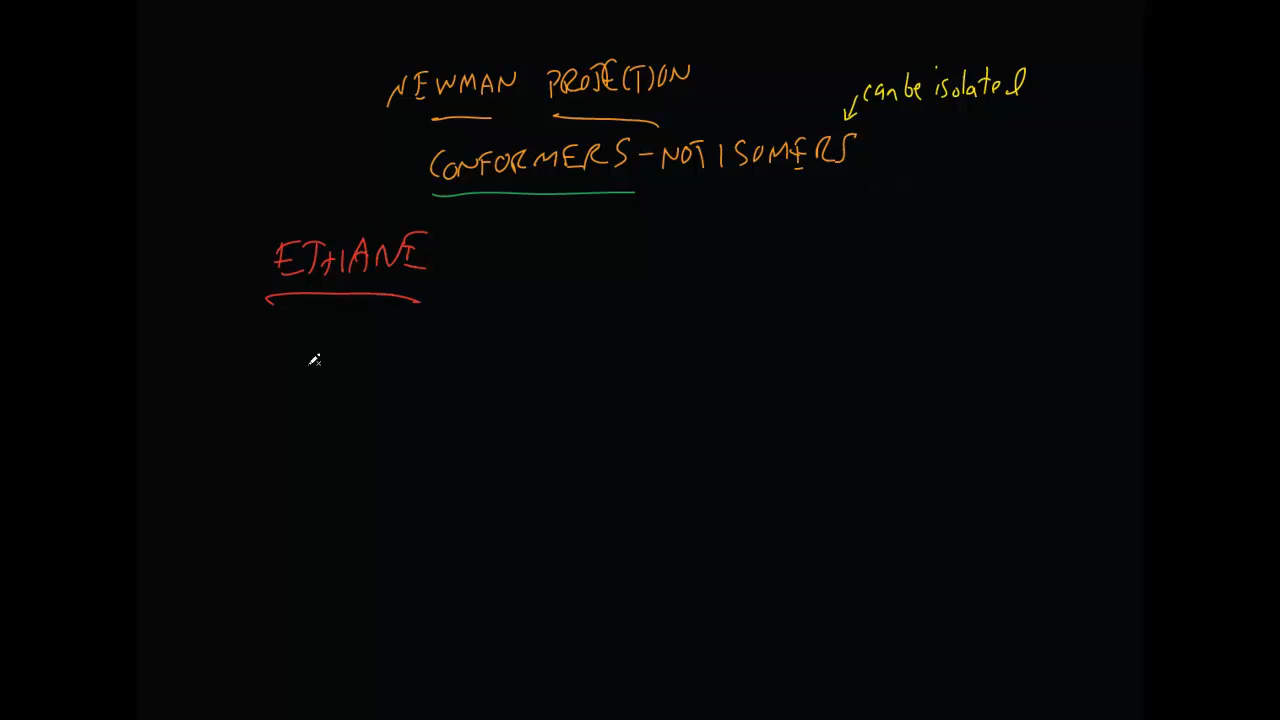 NEWMAN PROJECTION
can be isolated
CONFORMERS - NOT ISOMERS
ETHANE